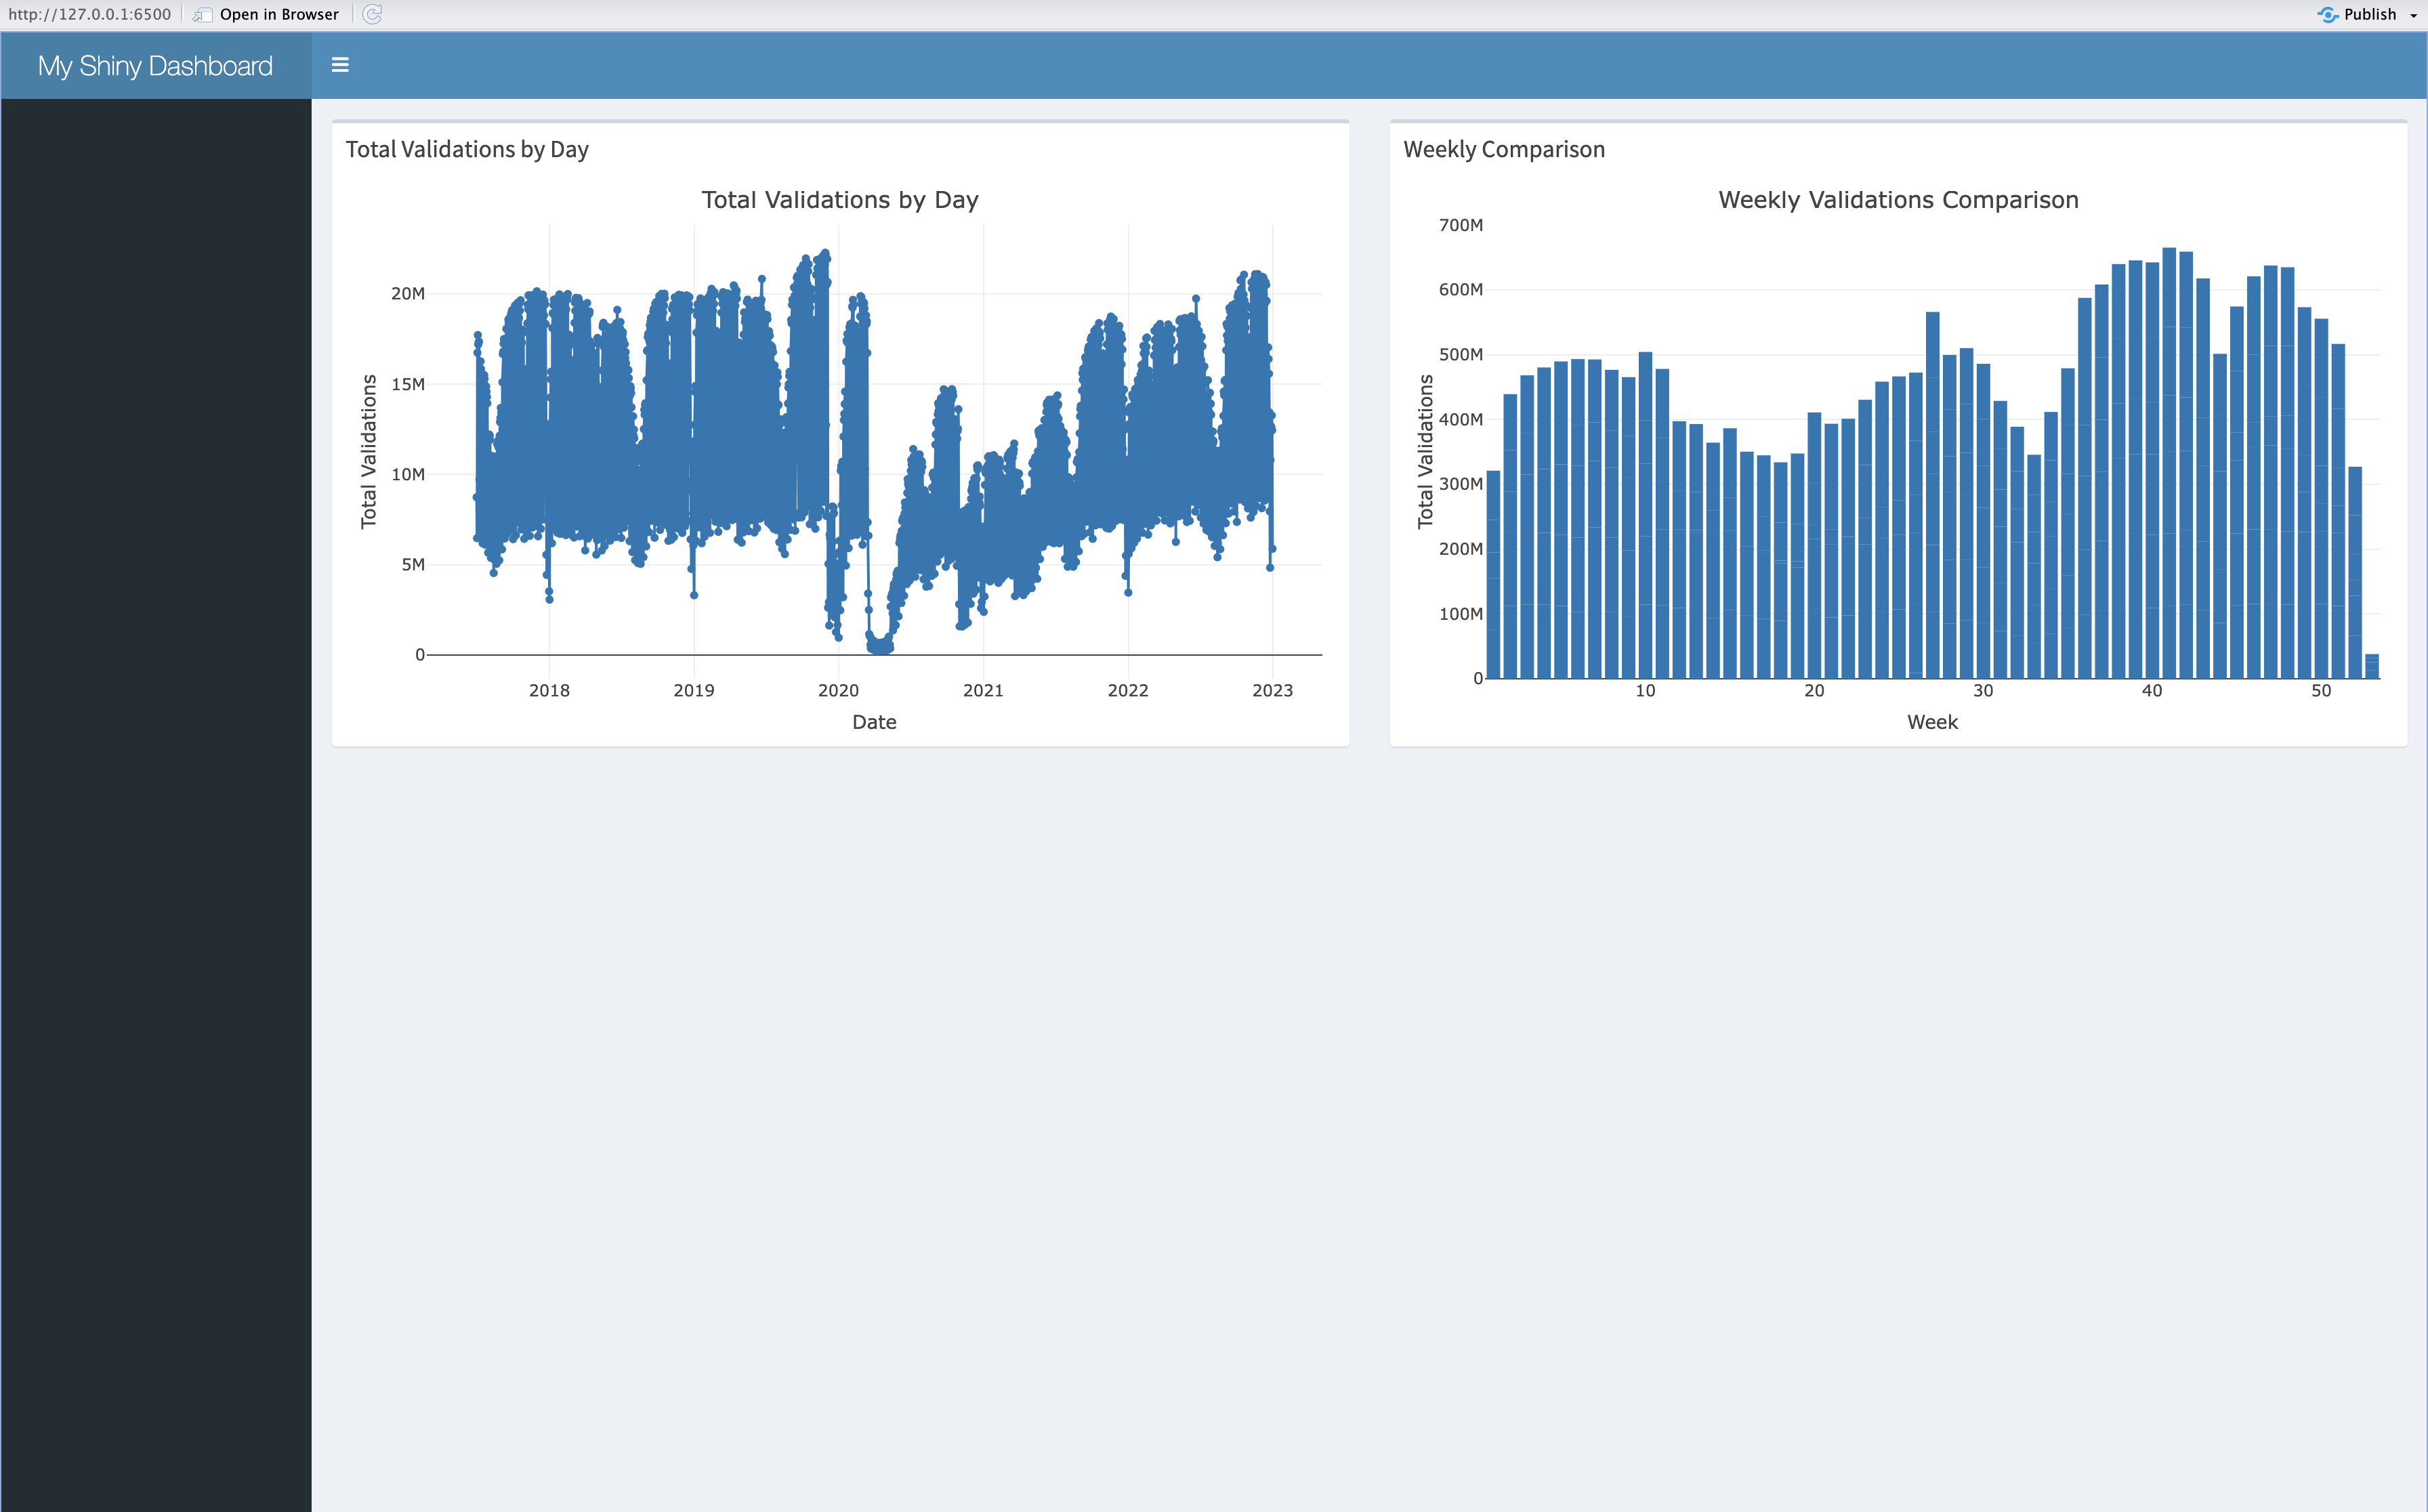 http://127.0.0.1:6500 Open in Browser Publish
My Shiny Dashboard
Total Validations by Day
Total Validations by Day
Total Validations
20M
15M
10M
5M
0
2018 2019 2020 2021 2022 2023
Date
Weekly Comparison
Weekly Validations Comparison
Total Validations
700M
600M
500M
400M
300M
200M
100M
0
10 20 30 40 50
Week